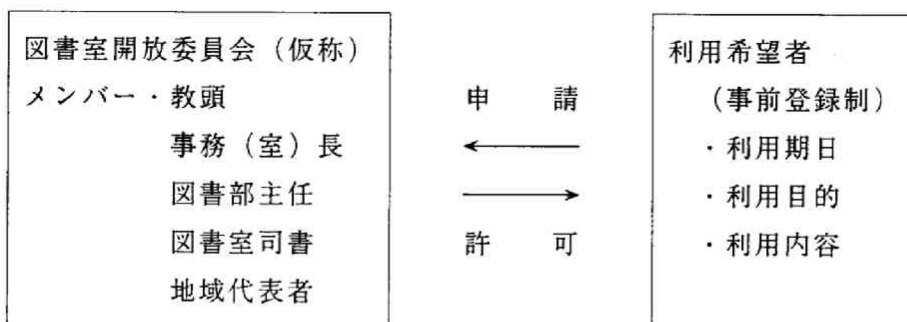 図書室開放委員会（仮称）
メンバー・教頭
事務（室）長
図書部主任
図書室司書
地域代表者
申　請
許　可
利用希望者
（事前登録制）
・利用期日
・利用目的
・利用内容